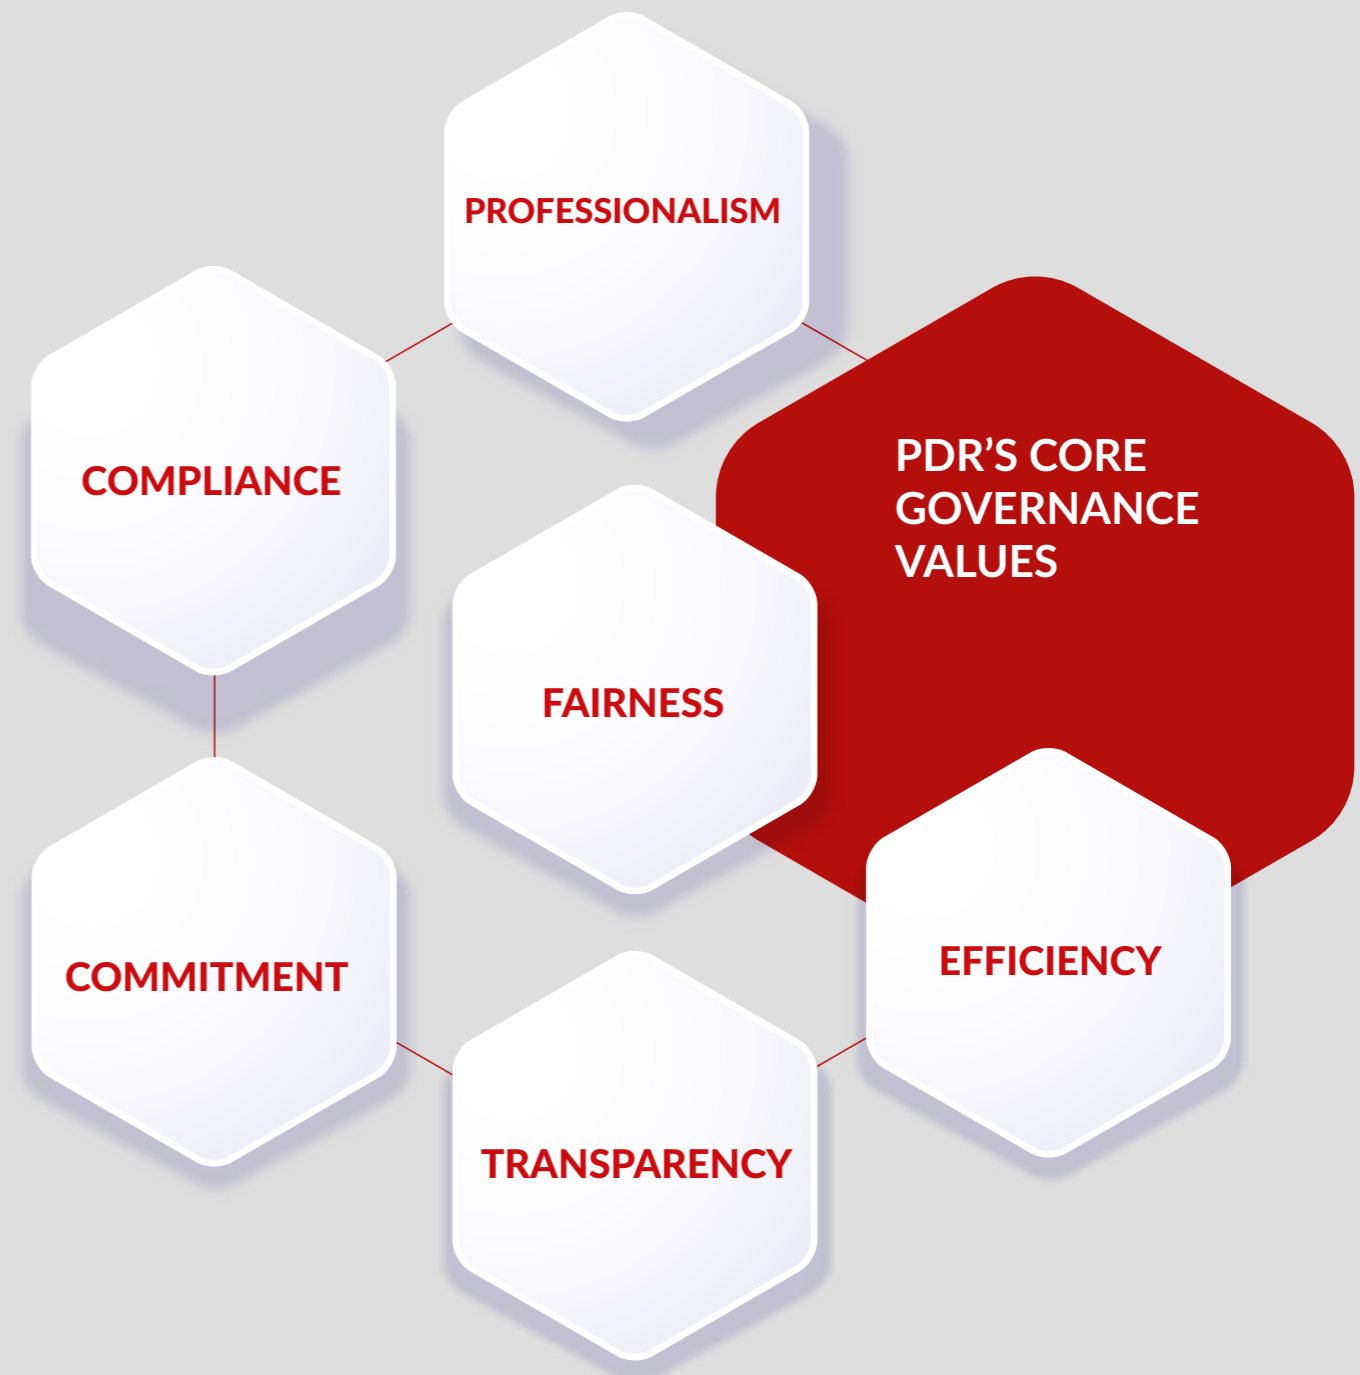 PROFESSIONALISM
COMPLIANCE
PDR’S CORE
GOVERNANCE
VALUES
FAIRNESS
COMMITMENT
EFFICIENCY
TRANSPARENCY